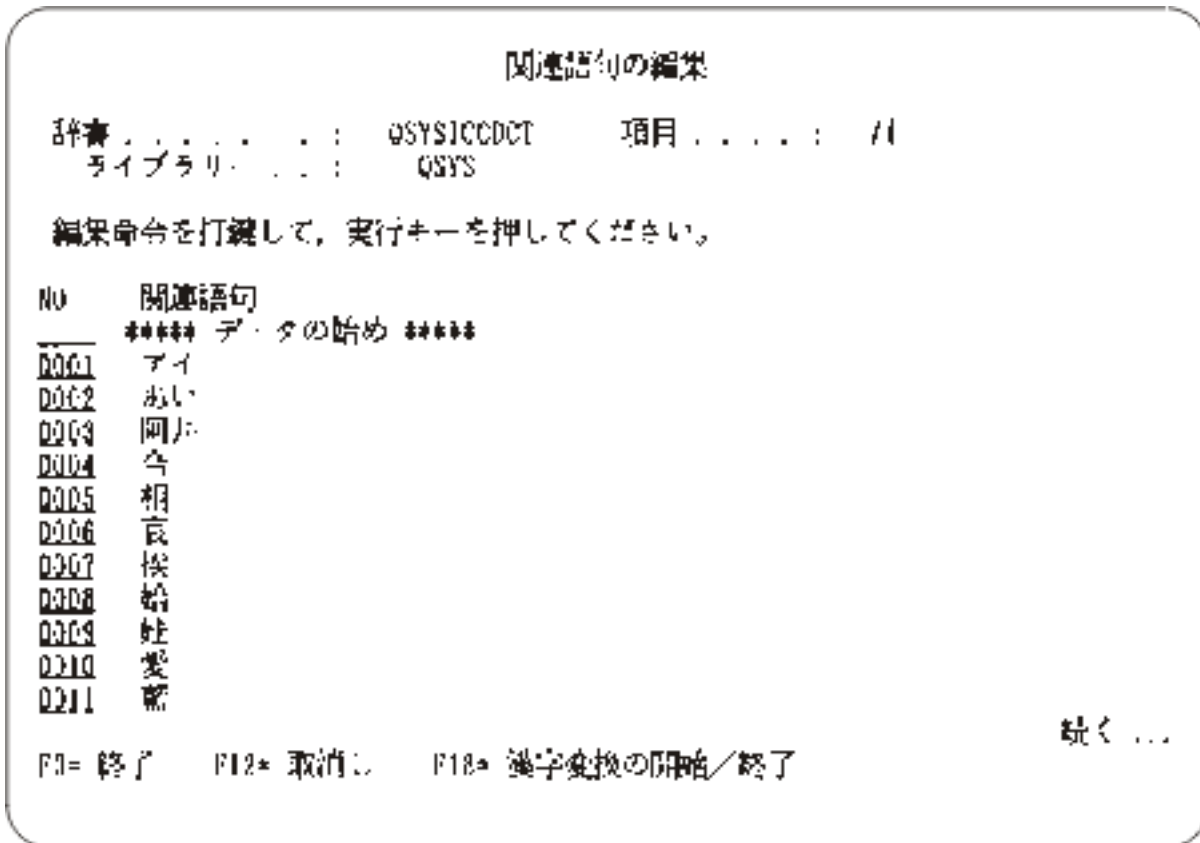 関連語句の編集
辞書 . . . . . . . :   QSYSICCDCT   項目 . . . . . :   ｱｲ
ライブラリー . . . :   QSYS
編集命令を打鍵して，実行キーを押してください。
NO   関連語句
***** データの始め *****
0001   アイ
0002   あい
0003   阿井
0004   合
0005   相
0006   哀
0007   挨
0008   姶
0009   娃
0010   愛
0011   藍
続く ...
F3= 終了   F12= 取消し   F18= 漢字変換の開始／終了